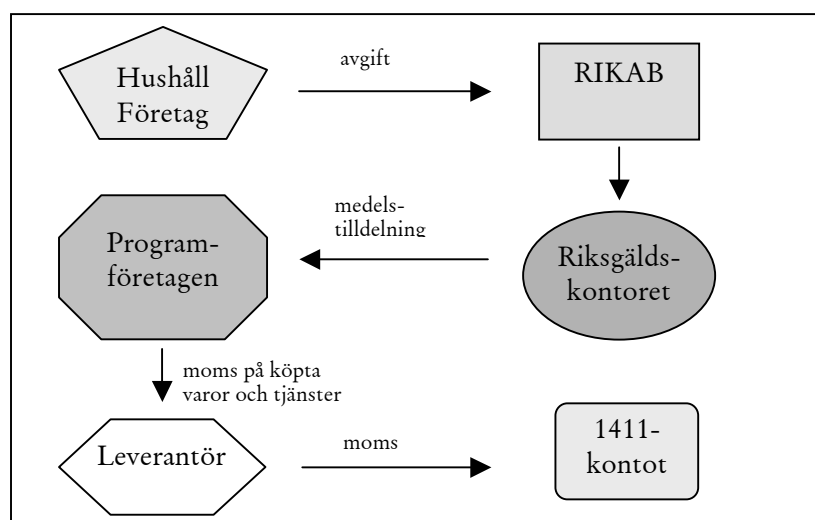 Hushåll
Företag
avgift
RIKAB
Program-
företagen
medels-
tilldelning
Riksgälds-
kontoret
moms på köpta
varor och tjänster
Leverantör
moms
1411-
kontot